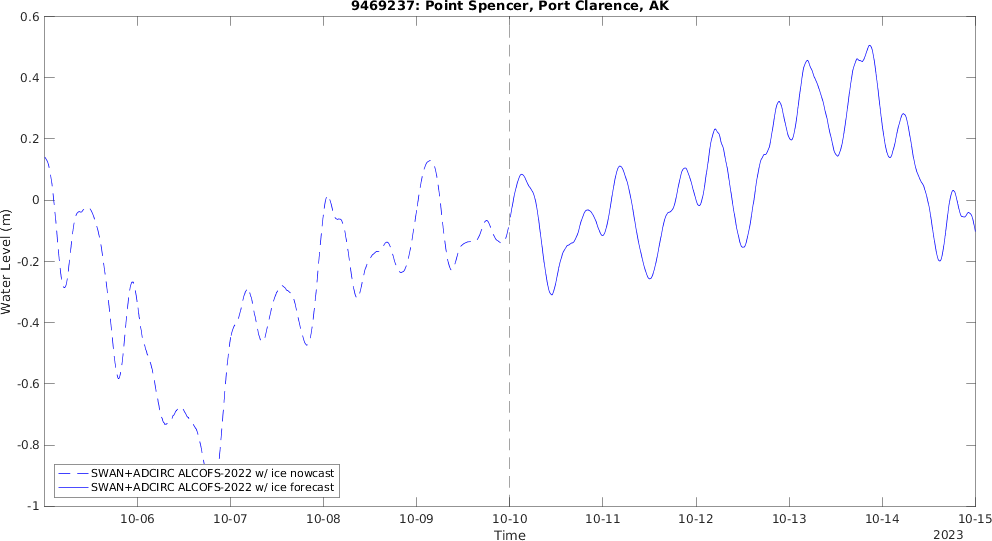 9469237: Point Spencer, Port Clarence, AK
0.6
0.4
0.2
0
-0.2
-0.4
-0.6
-0.8
-1
Water Level (m)
SWAN+ADCIRC ALCOFS-2022 w/ ice nowcast
SWAN+ADCIRC ALCOFS-2022 w/ ice forecast
10-06 10-07 10-08 10-09 10-10 10-11 10-12 10-13 10-14 10-15
Time
2023